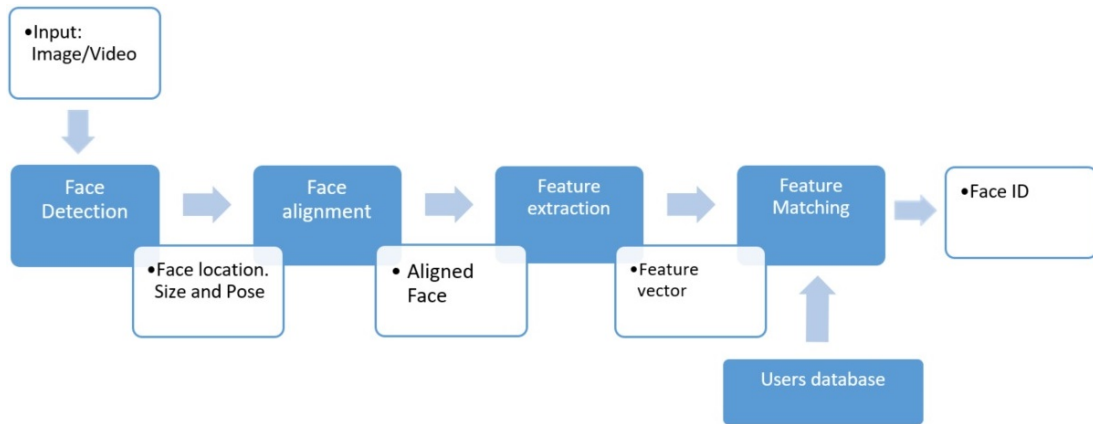 •Input:
Image/Video
Face
Detection
Face
alignment
Feature
extraction
Feature
Matching
•Face ID
•Face location.
Size and Pose
• Aligned
Face
•Feature
vector
Users database